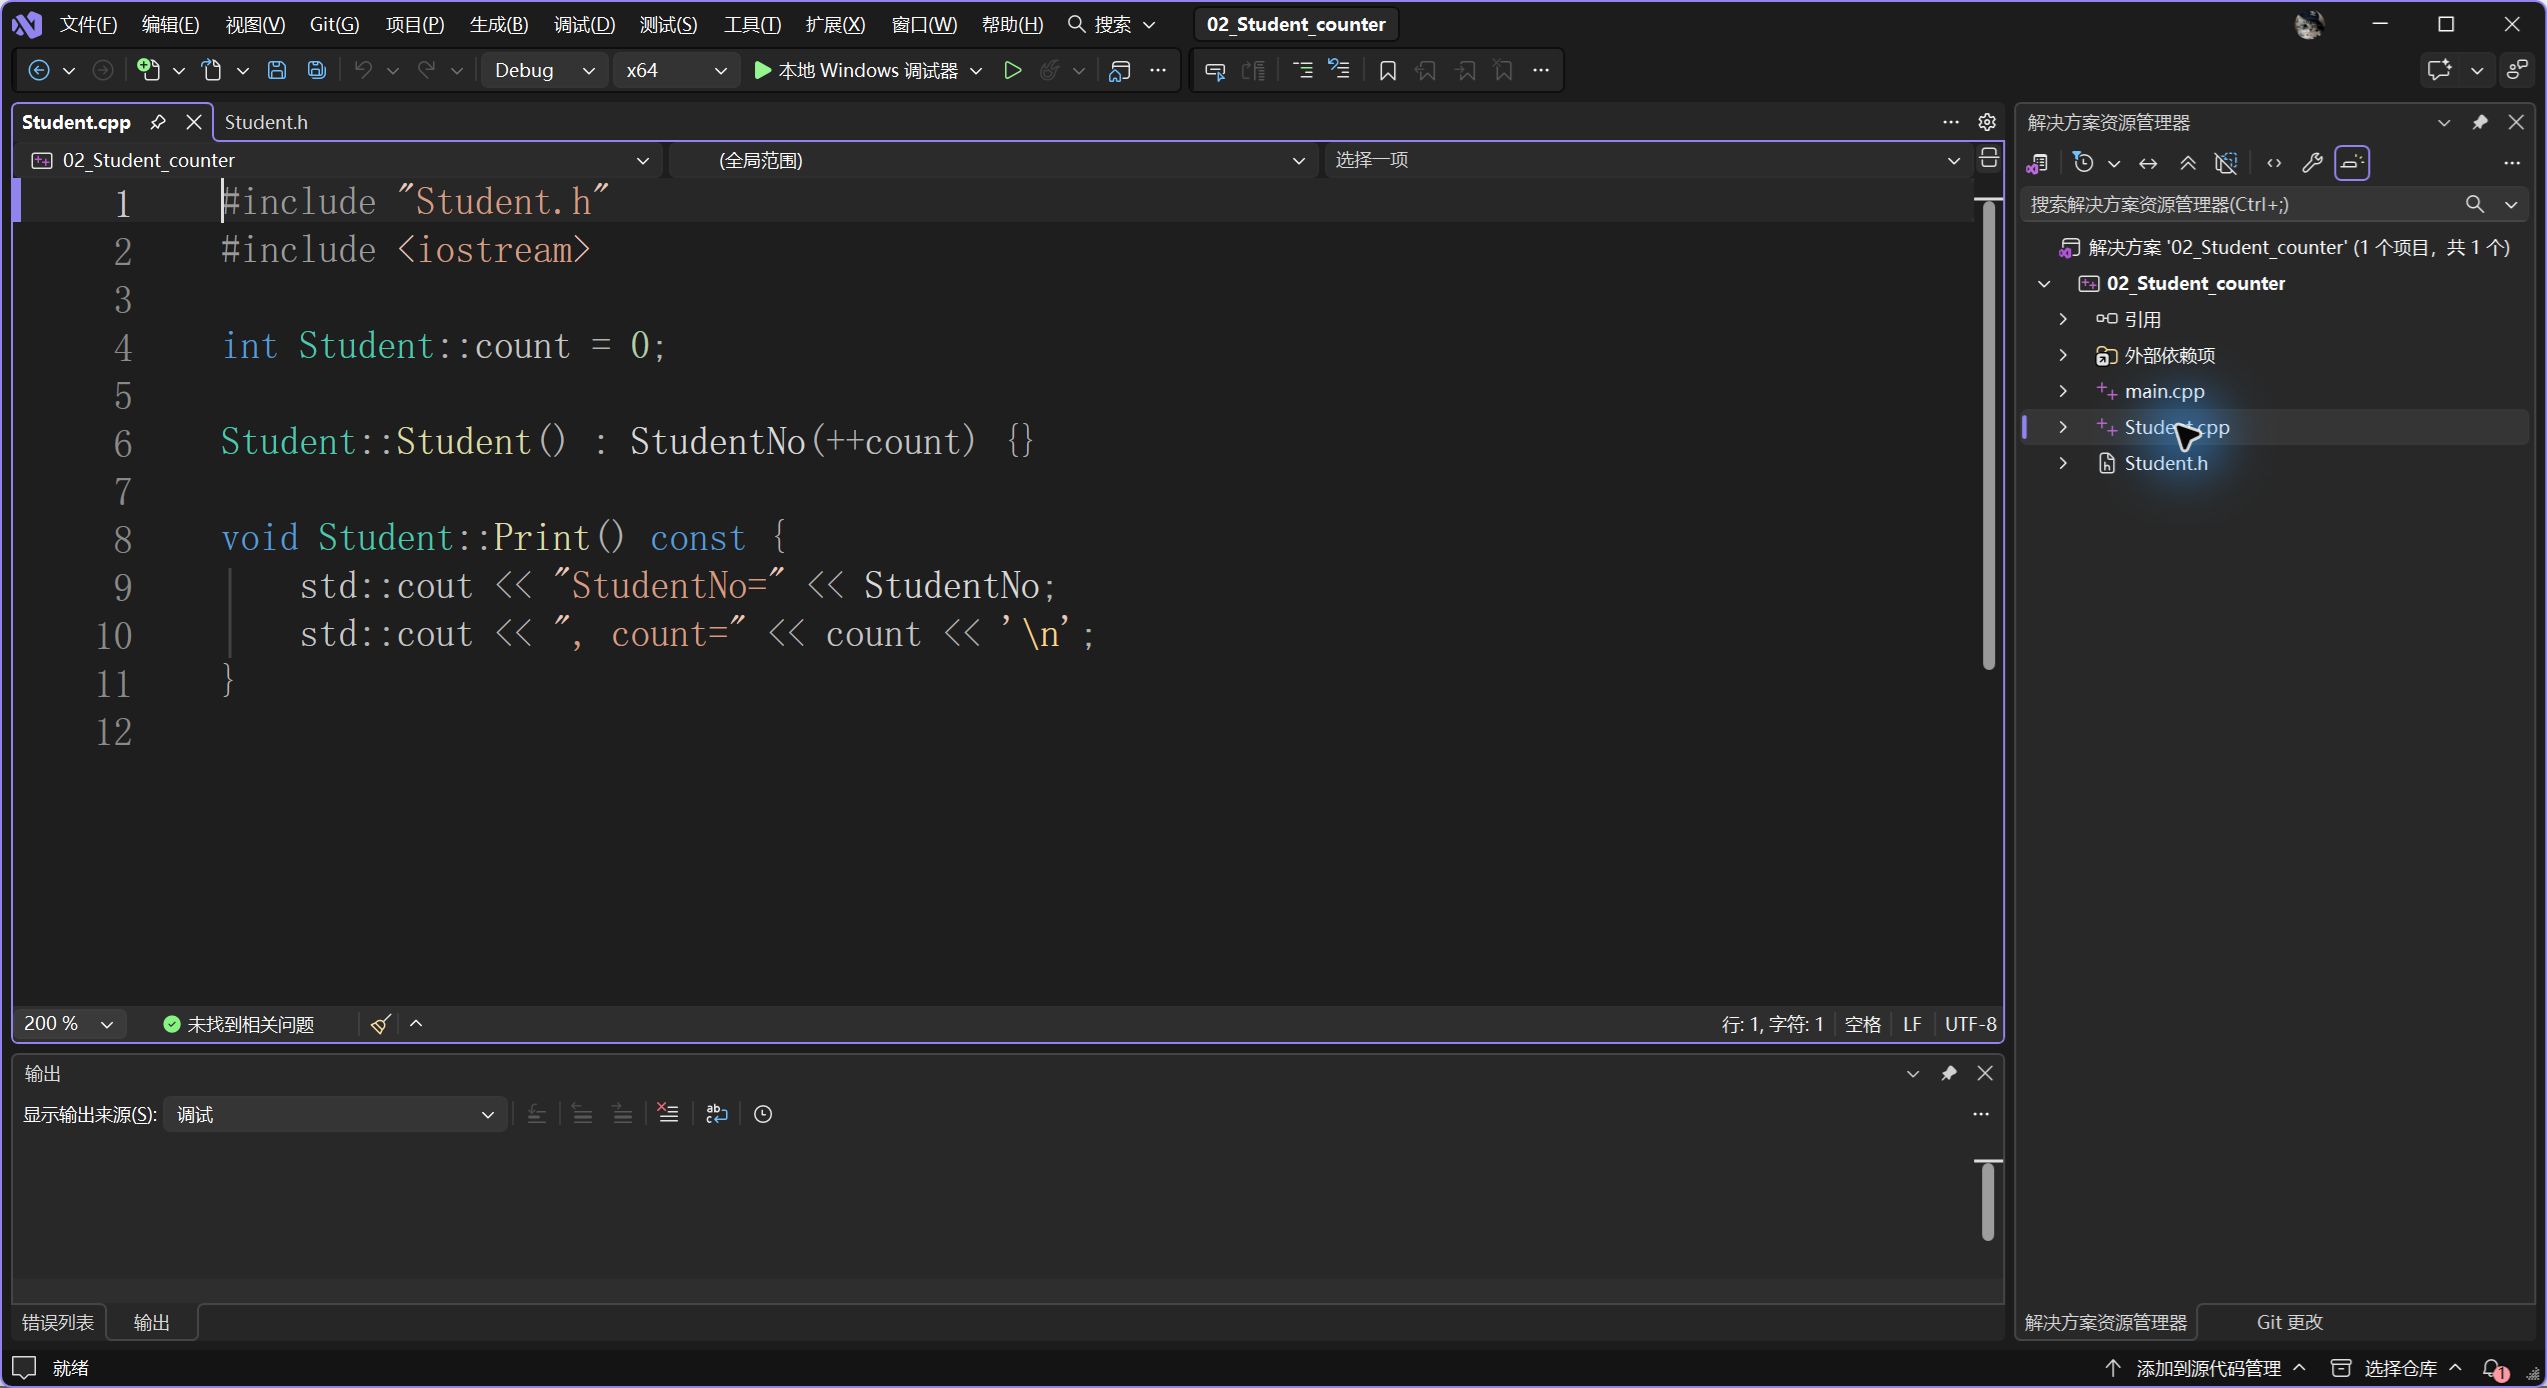 文件(F) 编辑(E) 视图(V) Git(G) 项目(P) 生成(B) 调试(D) 测试(S) 工具(T) 扩展(X) 窗口(W) 帮助(H) 搜索 02_Student_counter
Debug x64 本地 Windows 调试器
Student.cpp Student.h
02_Student_counter (全局范围) 选择一项
1 #include "Student.h"
2 #include <iostream>
3
4 int Student::count = 0;
5
6 Student::Student() : StudentNo(++count) {}
7
8 void Student::Print() const {
9 std::cout << "StudentNo=" << StudentNo;
10 std::cout << ", count=" << count << '\n';
11 }
12
200 % 未找到相关问题 行: 1, 字符: 1 空格 LF UTF-8
输出
显示输出来源(S): 调试
错误列表 输出
解决方案资源管理器
搜索解决方案资源管理器(Ctrl+;)
解决方案 '02_Student_counter' (1 个项目，共 1 个)
02_Student_counter
引用
外部依赖项
main.cpp
Student.cpp
Student.h
解决方案资源管理器 Git 更改
就绪 添加到源代码管理 选择仓库 1